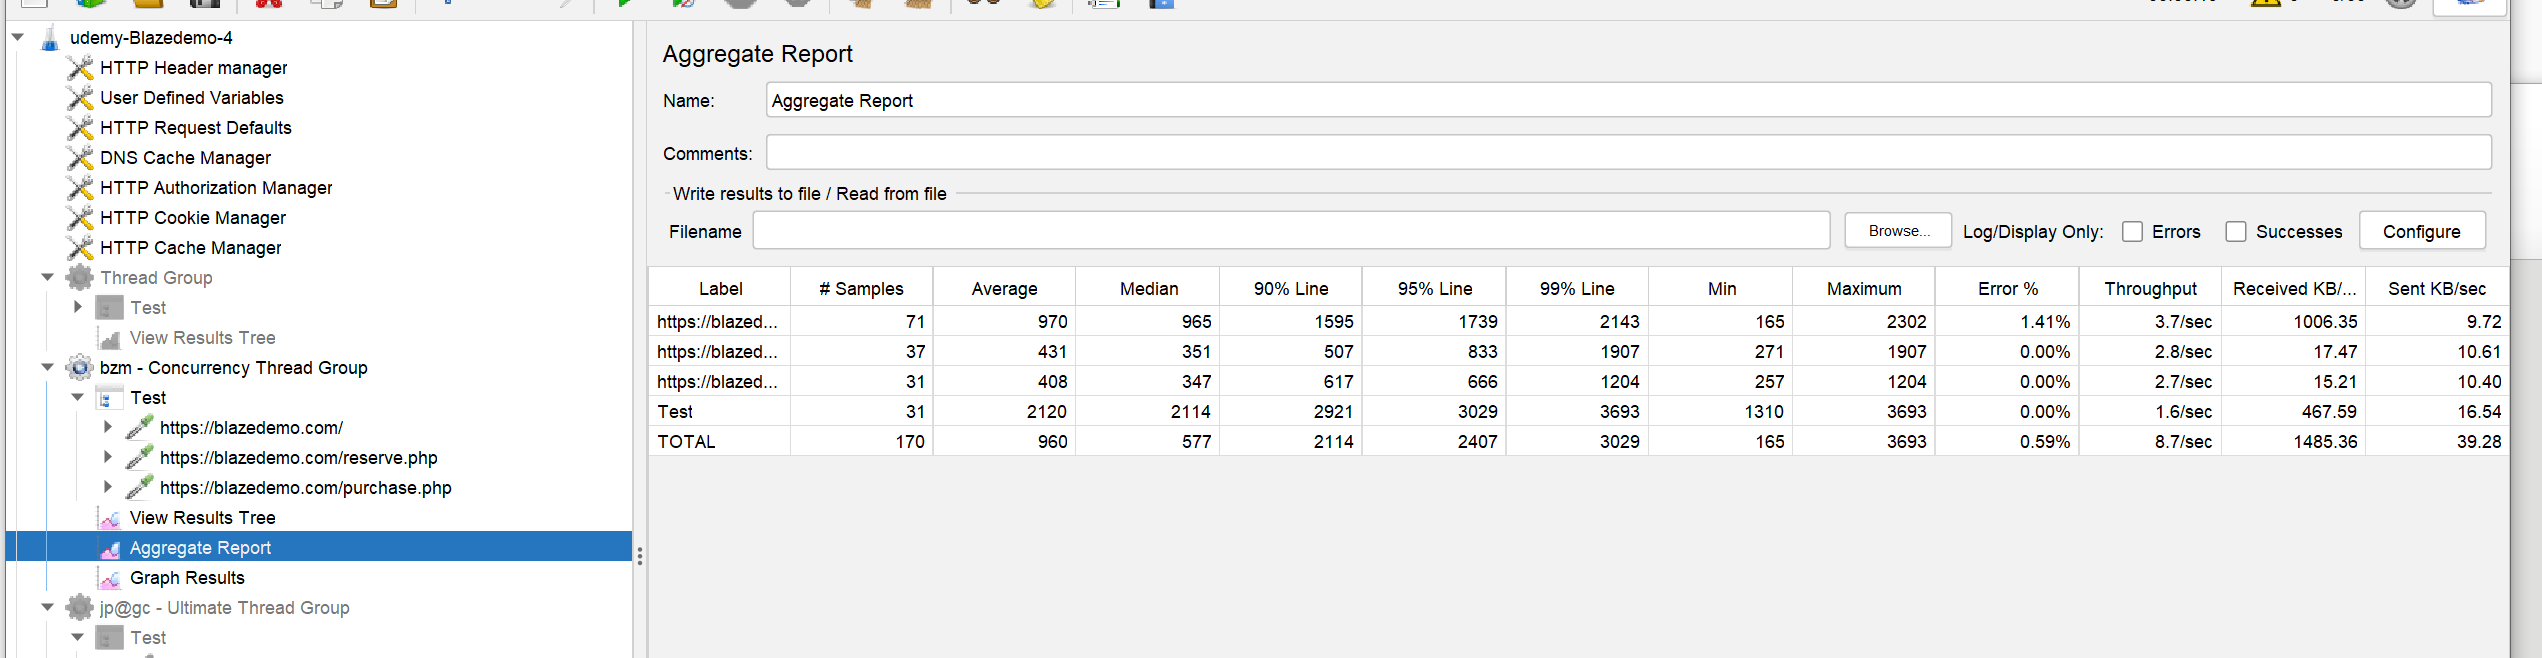 udemy-Blazedemo-4
HTTP Header manager
User Defined Variables
HTTP Request Defaults
DNS Cache Manager
HTTP Authorization Manager
HTTP Cookie Manager
HTTP Cache Manager
Thread Group
Test
View Results Tree
bzm - Concurrency Thread Group
Test
https://blazedemo.com/
https://blazedemo.com/reserve.php
https://blazedemo.com/purchase.php
View Results Tree
Aggregate Report
Graph Results
jp@gc - Ultimate Thread Group
Test
Aggregate Report
Name: Aggregate Report
Comments:
Write results to file / Read from file
Filename Browse... Log/Display Only: Errors Successes Configure
Label # Samples Average Median 90% Line 95% Line 99% Line Min Maximum Error % Throughput Received KB/... Sent KB/sec
https://blazed... 71 970 965 1595 1739 2143 165 2302 1.41% 3.7/sec 1006.35 9.72
https://blazed... 37 431 351 507 833 1907 271 1907 0.00% 2.8/sec 17.47 10.61
https://blazed... 31 408 347 617 666 1204 257 1204 0.00% 2.7/sec 15.21 10.40
Test 31 2120 2114 2921 3029 3693 1310 3693 0.00% 1.6/sec 467.59 16.54
TOTAL 170 960 577 2114 2407 3029 165 3693 0.59% 8.7/sec 1485.36 39.28